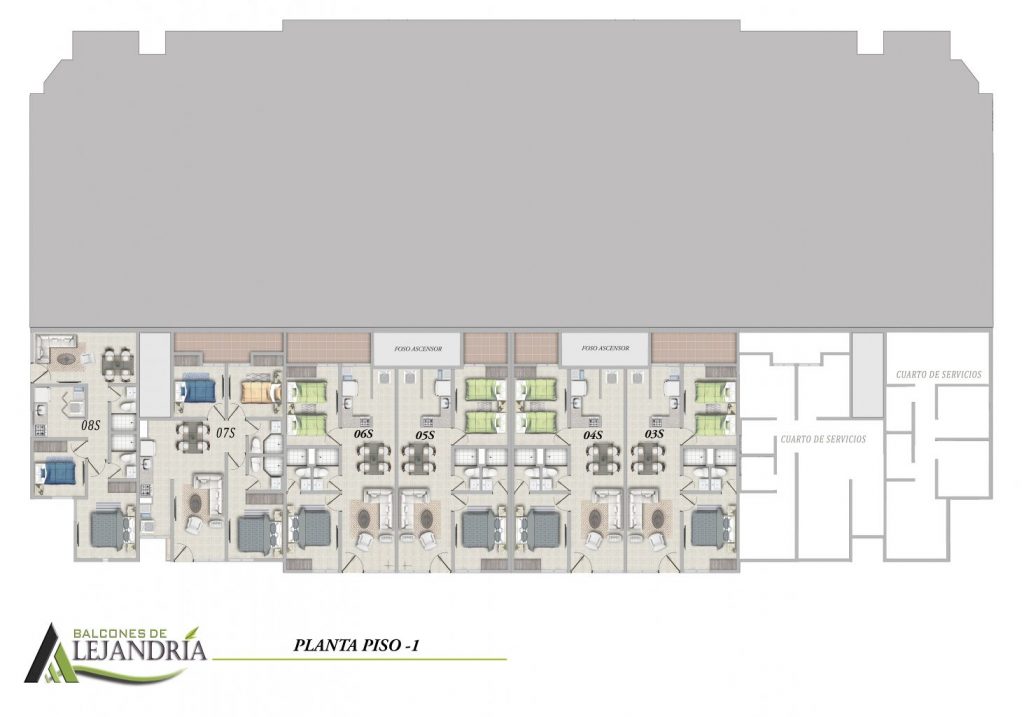 FOSO ASCENSOR
FOSO ASCENSOR
CUARTO DE SERVICIOS
08S
07S
06S
05S
04S
03S
CUARTO DE SERVICIOS
BALCONES DE
ALEJANDRÍA
PLANTA PISO -1